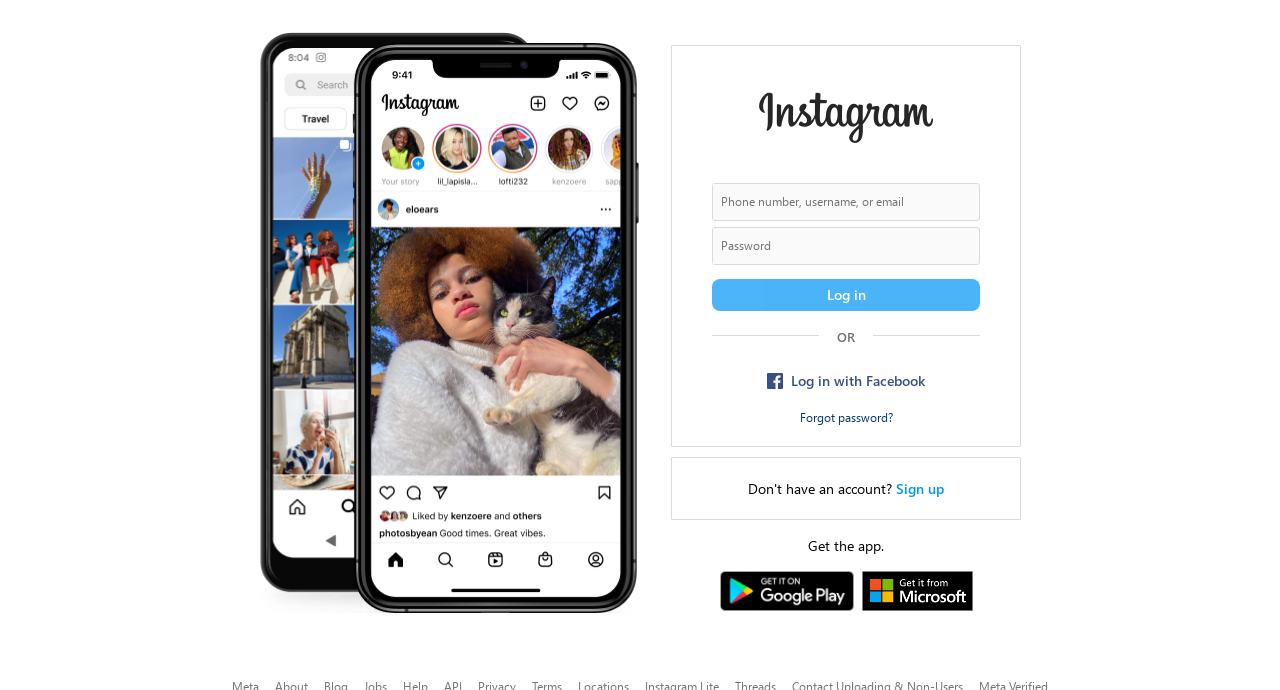 8:04
Search
Travel
9:41
Instagram
Your story
lil_lapisla...
lofti232
kenzoere
sapp
eloears
Liked by kenzoere and others
photosbyean Good times. Great vibes.
Instagram
Phone number, username, or email
Password
Log in
OR
Log in with Facebook
Forgot password?
Don't have an account? Sign up
Get the app.
GET IT ON
Google Play
Get it from
Microsoft
Meta About Blog Jobs Help API Privacy Terms Locations Instagram Lite Threads Contact Uploading & Non-Users Meta Verified